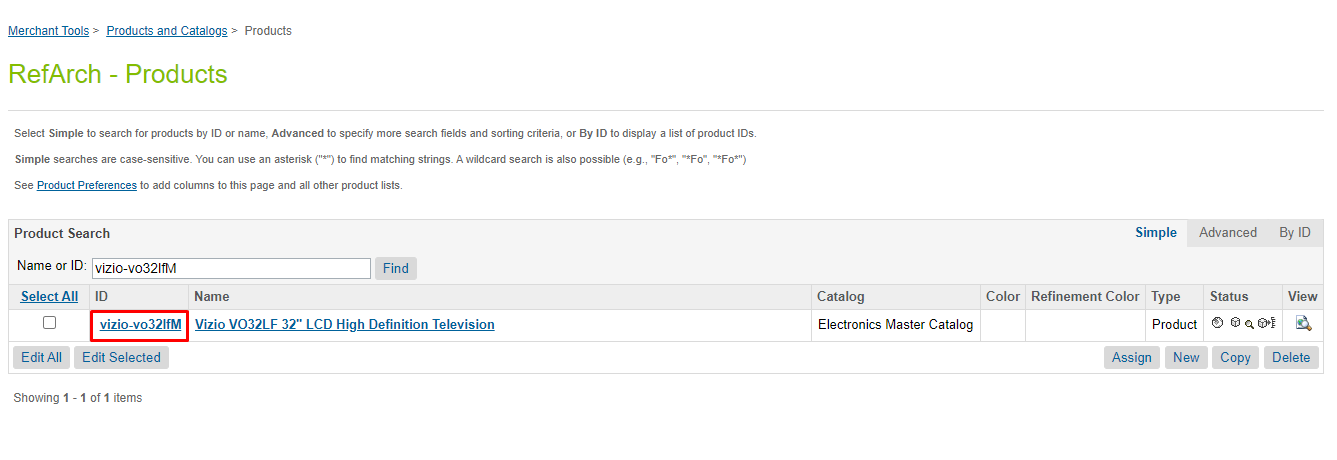 Merchant Tools > Products and Catalogs > Products
RefArch - Products
Select Simple to search for products by ID or name, Advanced to specify more search fields and sorting criteria, or By ID to display a list of product IDs.
Simple searches are case-sensitive. You can use an asterisk ("*") to find matching strings. A wildcard search is also possible (e.g., "Fo*", "*Fo", "*Fo*")
See Product Preferences to add columns to this page and all other product lists.
Product Search Simple Advanced By ID
Name or ID: vizio-vo32lfM Find
Select All ID Name Catalog Color Refinement Color Type Status View
vizio-vo32lfM Vizio VO32LF 32" LCD High Definition Television Electronics Master Catalog Product
Edit All Edit Selected Assign New Copy Delete
Showing 1 - 1 of 1 items